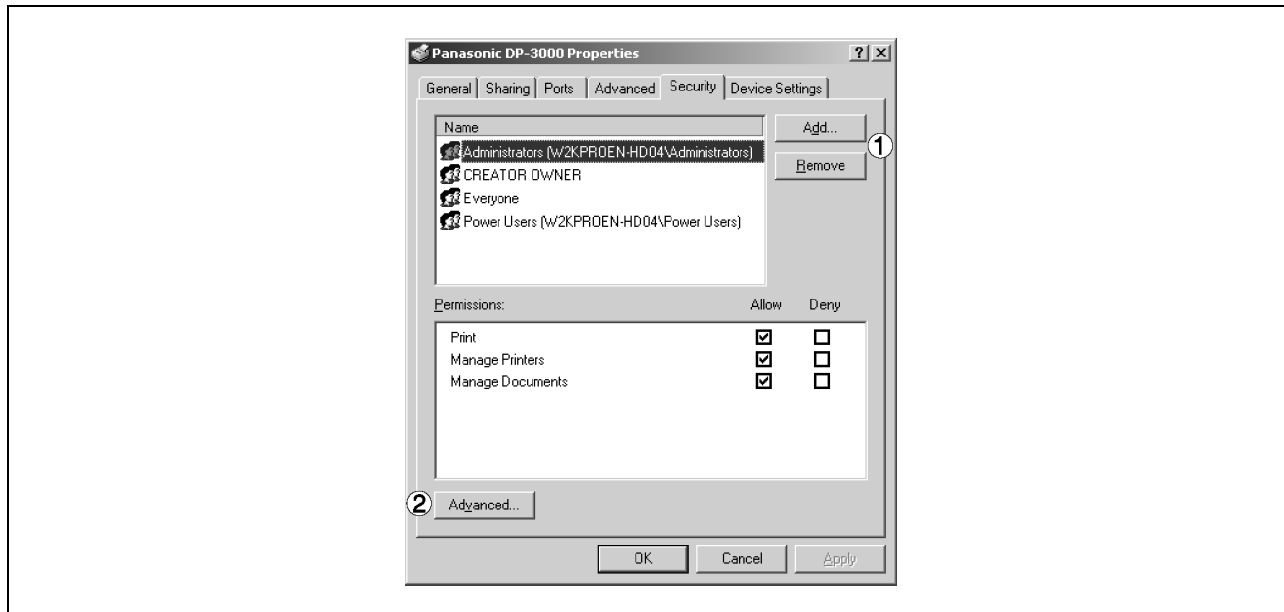 Panasonic DP-3000 Properties
General Sharing Ports Advanced Security Device Settings
Name
Administrators (W2KPROEN-HD04\Administrators)
CREATOR OWNER
Everyone
Power Users (W2KPROEN-HD04\Power Users)
Add...
1
Remove
Permissions: Allow Deny
Print
Manage Printers
Manage Documents
2 Advanced...
OK Cancel Apply